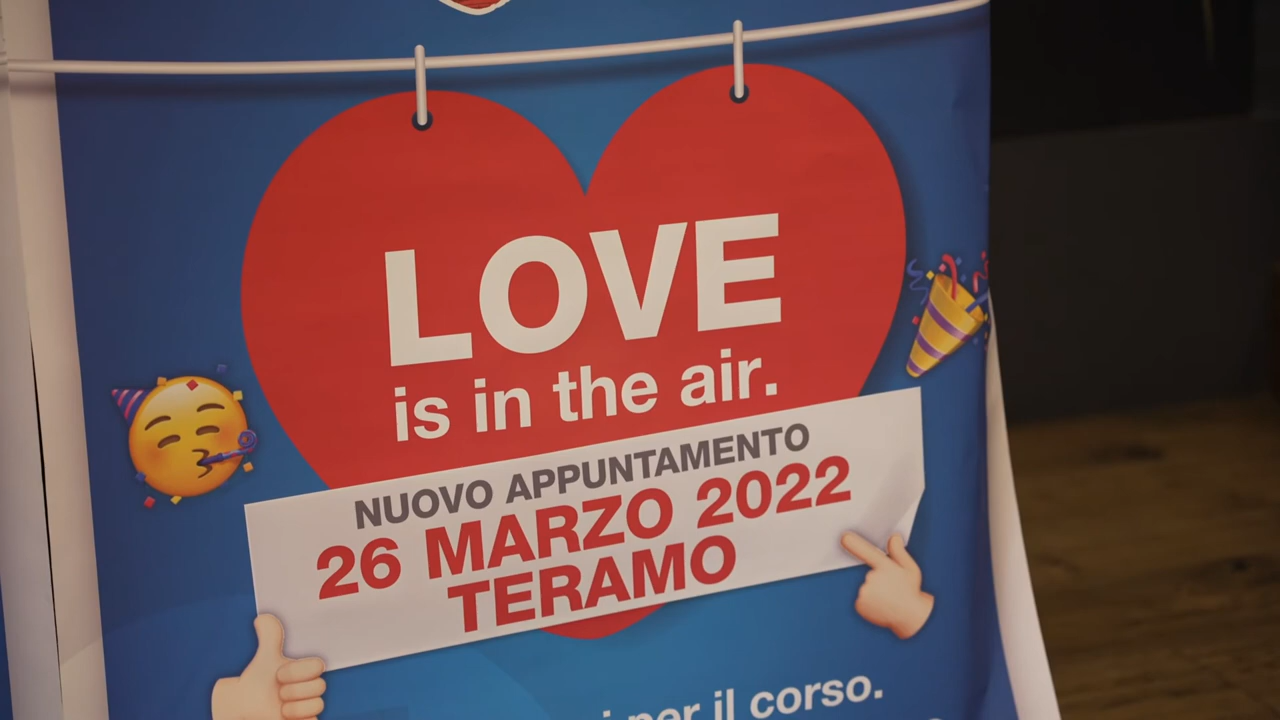 LOVE
is in the air.
NUOVO APPUNTAMENTO
26 MARZO 2022
TERAMO
per il corso.